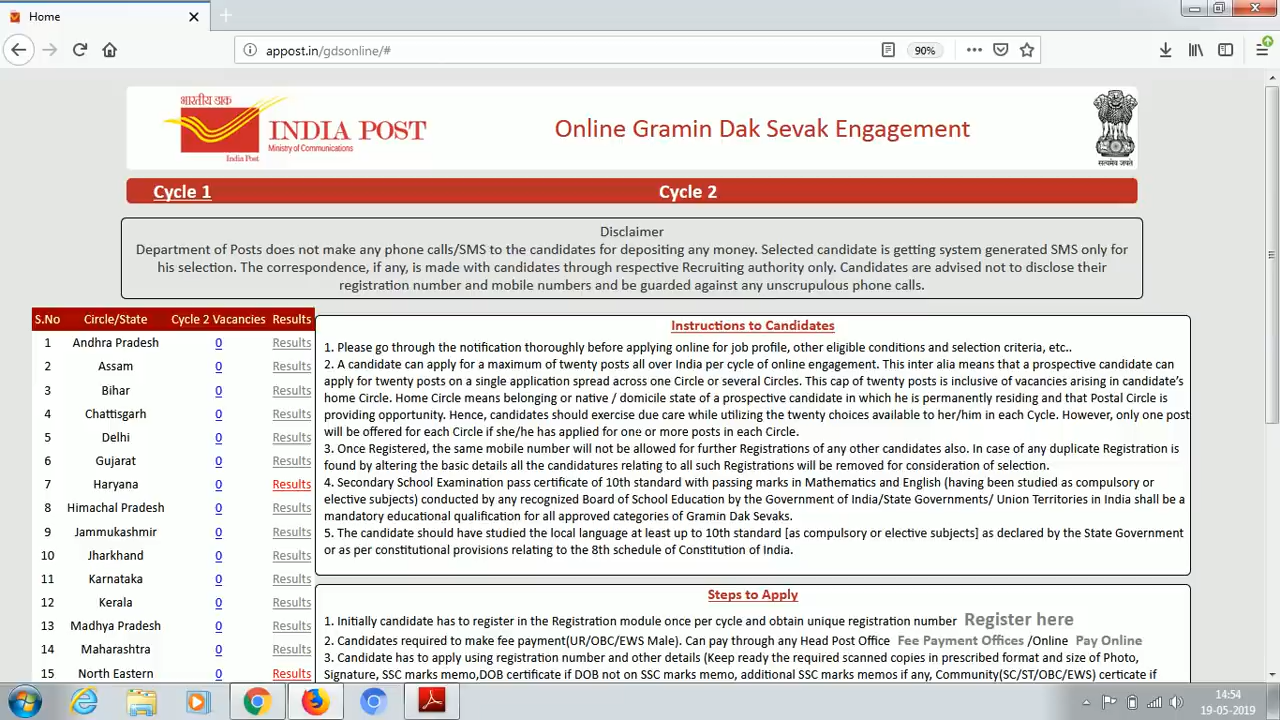 Home
appost.in/gdsonline/#
90%
भारतीय डाक
India Post
INDIA POST
Ministry of Communications
Online Gramin Dak Sevak Engagement
सत्यमेव जयते
Cycle 1
Cycle 2
Disclaimer
Department of Posts does not make any phone calls/SMS to the candidates for depositing any money. Selected candidate is getting system generated SMS only for
his selection. The correspondence, if any, is made with candidates through respective Recruiting authority only. Candidates are advised not to disclose their
registration number and mobile numbers and be guarded against any unscrupulous phone calls.
S.No Circle/State Cycle 2 Vacancies Results
1 Andhra Pradesh 0 Results
2 Assam 0 Results
3 Bihar 0 Results
4 Chattisgarh 0 Results
5 Delhi 0 Results
6 Gujarat 0 Results
7 Haryana 0 Results
8 Himachal Pradesh 0 Results
9 Jammukashmir 0 Results
10 Jharkhand 0 Results
11 Karnataka 0 Results
12 Kerala 0 Results
13 Madhya Pradesh 0 Results
14 Maharashtra 0 Results
15 North Eastern 0 Results
Instructions to Candidates
1. Please go through the notification thoroughly before applying online for job profile, other eligible conditions and selection criteria, etc..
2. A candidate can apply for a maximum of twenty posts all over India per cycle of online engagement. This inter alia means that a prospective candidate can
apply for twenty posts on a single application spread across one Circle or several Circles. This cap of twenty posts is inclusive of vacancies arising in candidate's
home Circle. Home Circle means belonging or native / domicile state of a prospective candidate in which he is permanently residing and that Postal Circle is
providing opportunity. Hence, candidates should exercise due care while utilizing the twenty choices available to her/him in each Cycle. However, only one post
will be offered for each Circle if she/he has applied for one or more posts in each Circle.
3. Once Registered, the same mobile number will not be allowed for further Registrations of any other candidates also. In case of any duplicate Registration is
found by altering the basic details all the candidatures relating to all such Registrations will be removed for consideration of selection.
4. Secondary School Examination pass certificate of 10th standard with passing marks in Mathematics and English (having been studied as compulsory or
elective subjects) conducted by any recognized Board of School Education by the Government of India/State Governments/ Union Territories in India shall be a
mandatory educational qualification for all approved categories of Gramin Dak Sevaks.
5. The candidate should have studied the local language at least up to 10th standard [as compulsory or elective subjects] as declared by the State Government
or as per constitutional provisions relating to the 8th schedule of Constitution of India.
Steps to Apply
1. Initially candidate has to register in the Registration module once per cycle and obtain unique registration number Register here
2. Candidates required to make fee payment(UR/OBC/EWS Male). Can pay through any Head Post Office Fee Payment Offices /Online Pay Online
3. Candidate has to apply using registration number and other details (Keep ready the required scanned copies in prescribed format and size of Photo,
Signature, SSC marks memo,DOB certificate if DOB not on SSC marks memo, additional SSC marks memos if any, Community(SC/ST/OBC/EWS) certicate if
14:54
19-05-2019